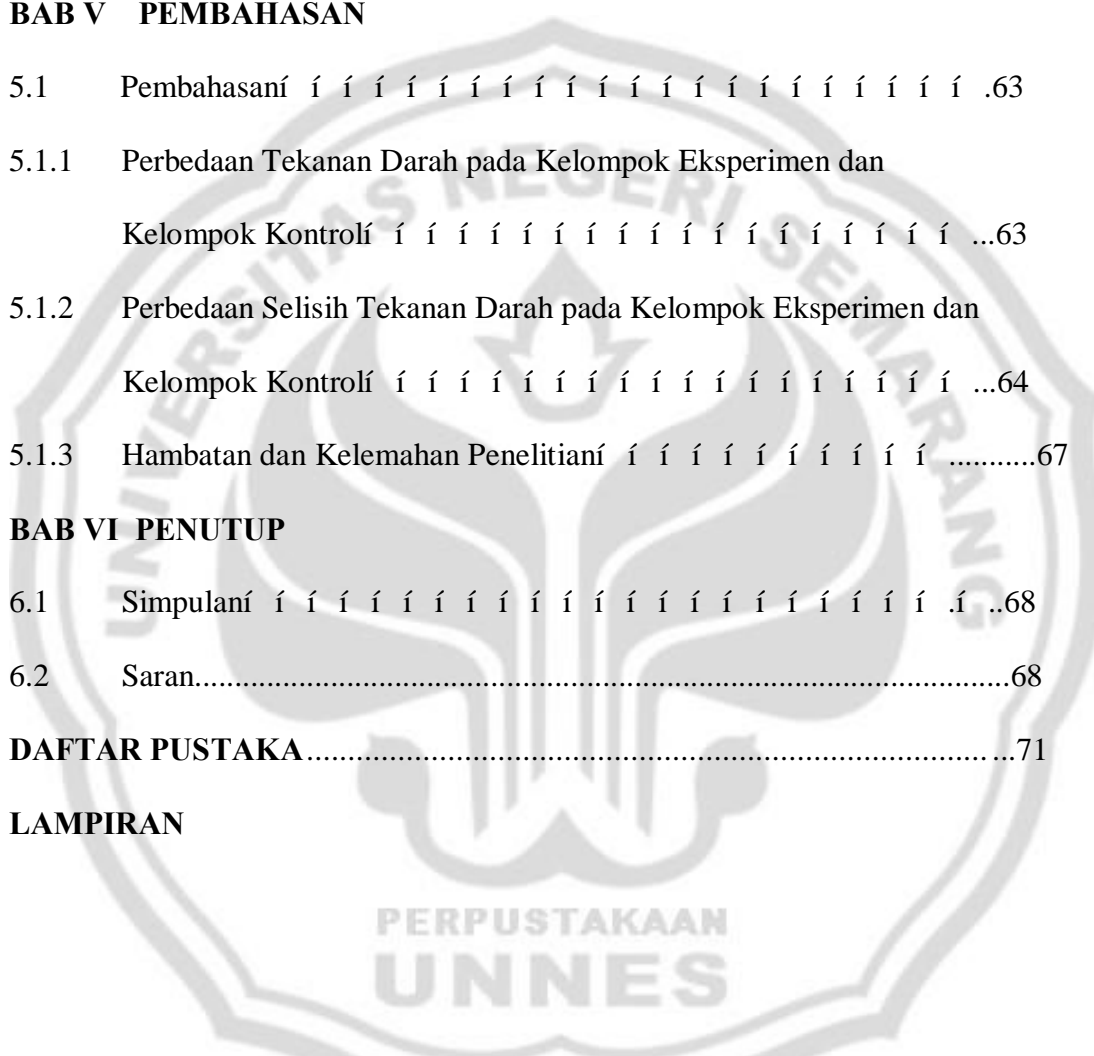 BAB V PEMBAHASAN
5.1 Pembahasaní í í í í í í í í í í í í í í í í í í í í í .63
5.1.1 Perbedaan Tekanan Darah pada Kelompok Eksperimen dan
Kelompok Kontrolí í í í í í í í í í í í í í í í í í í ...63
5.1.2 Perbedaan Selisih Tekanan Darah pada Kelompok Eksperimen dan
Kelompok Kontrolí í í í í í í í í í í í í í í í í í í ...64
5.1.3 Hambatan dan Kelemahan Penelitianí í í í í í í í í í í ...........67
BAB VI PENUTUP
6.1 Simpulaní í í í í í í í í í í í í í í í í í í í í .í ..68
6.2 Saran.......................................................................................................68
DAFTAR PUSTAKA...................................................................................... ...71
LAMPIRAN
UNIVERSITAS NEGERI SEMARANG
PERPUSTAKAAN
UNNES